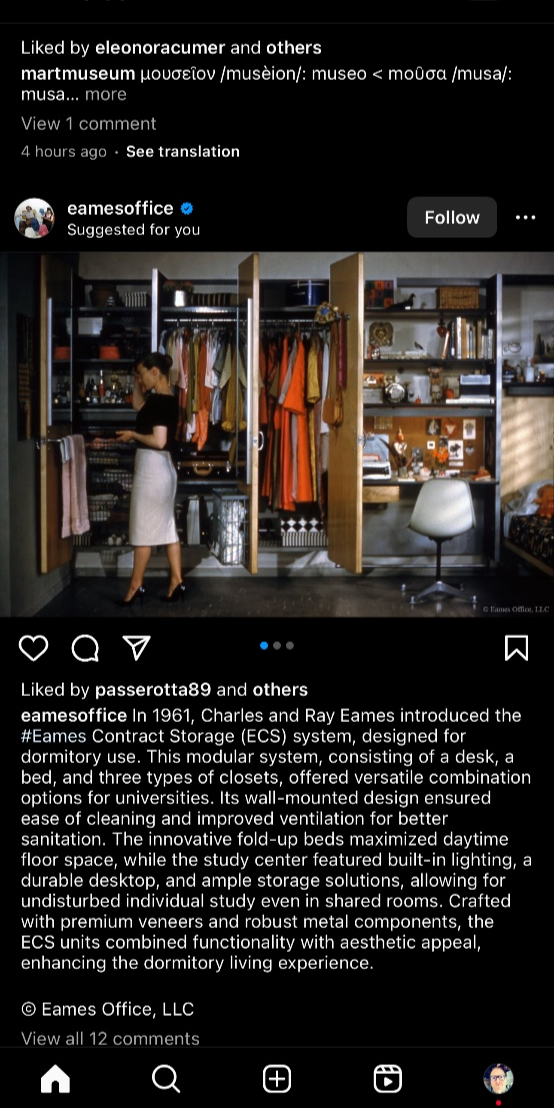 Liked by eleonoracumer and others
martmuseum μουσεῖον /musèion/: museo < μοῦσα /musa/:
musa... more
View 1 comment
4 hours ago · See translation
eamesoffice
Suggested for you
Follow
© Eames Office, LLC
Liked by passerotta89 and others
eamesoffice In 1961, Charles and Ray Eames introduced the
#Eames Contract Storage (ECS) system, designed for
dormitory use. This modular system, consisting of a desk, a
bed, and three types of closets, offered versatile combination
options for universities. Its wall-mounted design ensured
ease of cleaning and improved ventilation for better
sanitation. The innovative fold-up beds maximized daytime
floor space, while the study center featured built-in lighting, a
durable desktop, and ample storage solutions, allowing for
undisturbed individual study even in shared rooms. Crafted
with premium veneers and robust metal components, the
ECS units combined functionality with aesthetic appeal,
enhancing the dormitory living experience.
© Eames Office, LLC
View all 12 comments